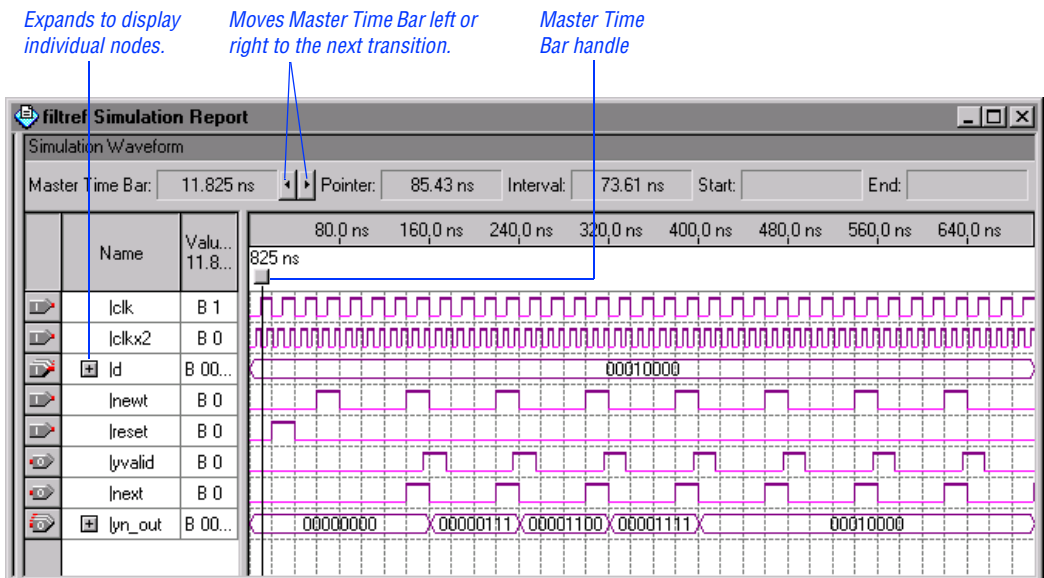 Expands to display
individual nodes.
Moves Master Time Bar left or
right to the next transition.
Master Time
Bar handle
filtref Simulation Report
Simulation Waveform
Master Time Bar: 11.825 ns Pointer: 85.43 ns Interval: 73.61 ns Start: End:
Name
Valu...
11.8...
80.0 ns 160.0 ns 240.0 ns 320.0 ns 400.0 ns 480.0 ns 560.0 ns 640.0 ns
825 ns
|clk B 1
|clkx2 B 0
|d B 00... 00010000
|newt B 0
|reset B 0
|yvalid B 0
|next B 0
|yn_out B 00... 00000000 00000111 00001100 00001111 00010000